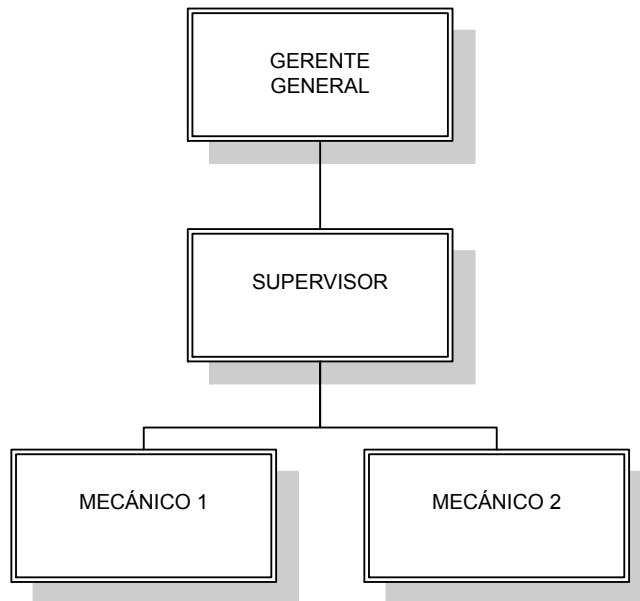 GERENTE
GENERAL
SUPERVISOR
MECÁNICO 1
MECÁNICO 2